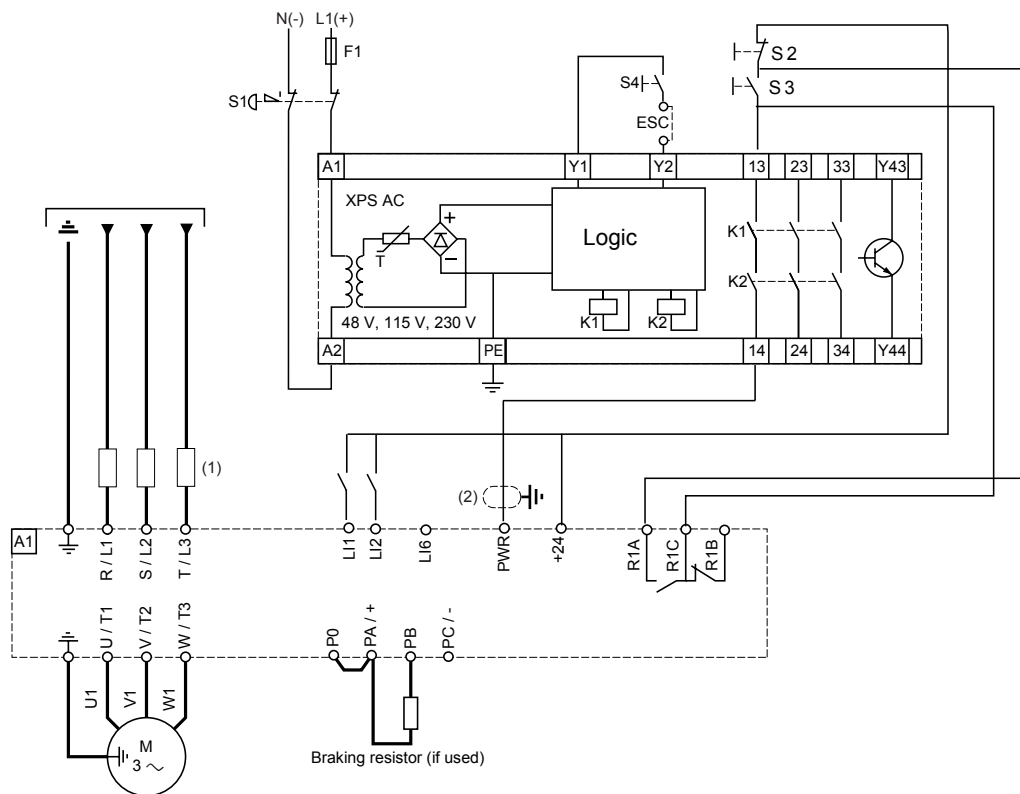 N(-) L1(+)
F1
S1
S4
ESC
S 2
S 3
A1 Y1 Y2 13 23 33 Y43
XPS AC
T
+
−
Logic
K1
K2
K1 K2
48 V, 115 V, 230 V
A2 PE 14 24 34 Y44
(1)
(2)
A1
R / L1
S / L2
T / L3
LI1
LI2
LI6
PWR
+24
R1A
R1C
R1B
U / T1
V / T2
W / T3
P0
PA / +
PB
PC / -
U1
V1
W1
M
3 ~
Braking resistor (if used)